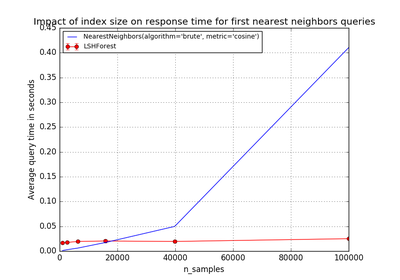 Impact of index size on response time for first nearest neighbors queries
NearestNeighbors(algorithm='brute', metric='cosine')
LSHForest
Average query time in seconds
0.45
0.40
0.35
0.30
0.25
0.20
0.15
0.10
0.05
0.00
0 20000 40000 60000 80000 100000
n_samples